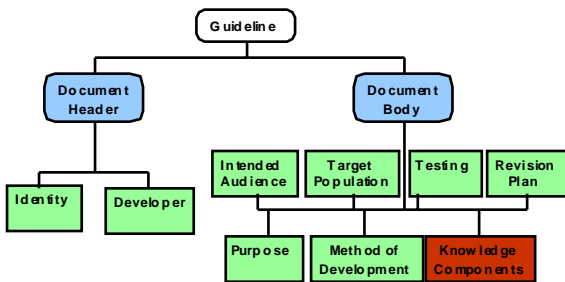 Guideline
Document
Header
Document
Body
Intended
Audience
Target
Population
Testing
Revision
Plan
Identity
Developer
Purpose
Method of
Development
Knowledge
Components